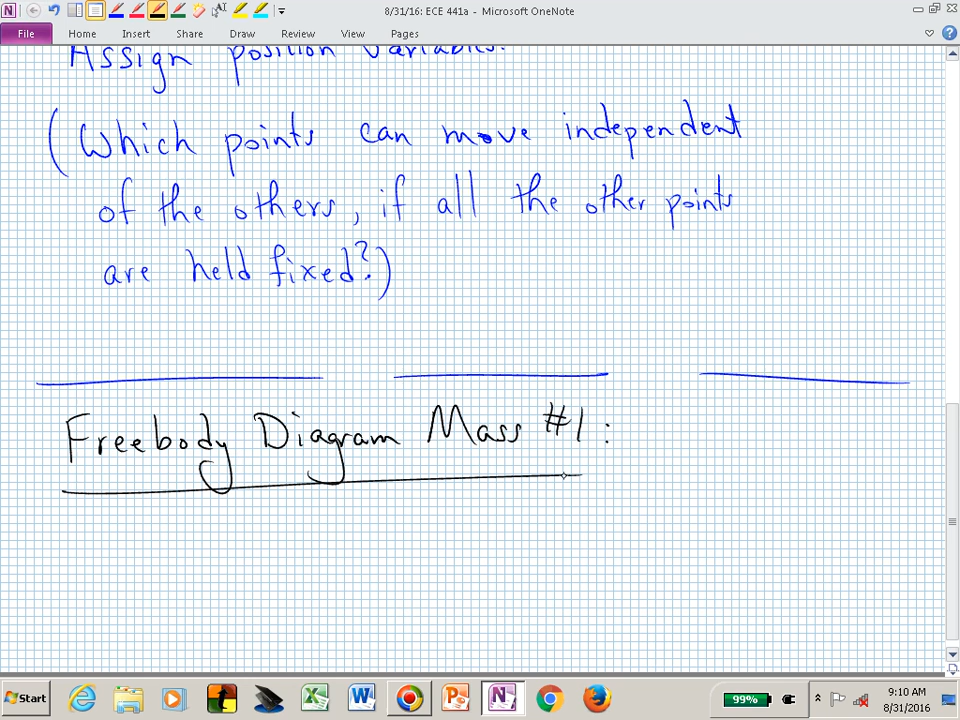 8/31/16: ECE 441a - Microsoft OneNote
File Home Insert Share Draw Review View Pages
Assign position variables.
(Which points can move independent
of the others, if all the other points
are held fixed?)
Freebody Diagram Mass #1:
Start
99%
9:10 AM
8/31/2016